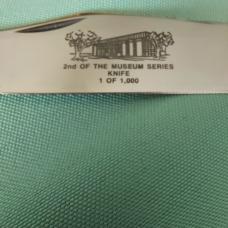 2nd OF THE MUSEUM SERIES
KNIFE
1 OF 1,000